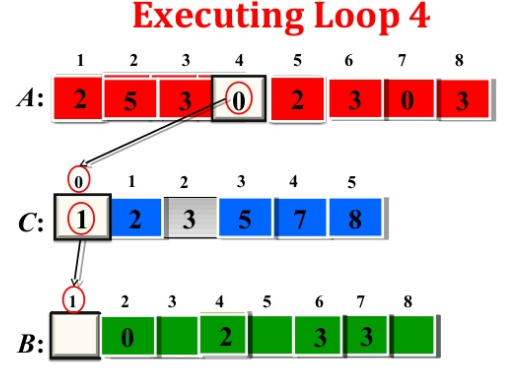 Executing Loop 4
1 2 3 4 5 6 7 8
A: 2 5 3 0 2 3 0 3
0 1 2 3 4 5
C: 1 2 3 5 7 8
1 2 3 4 5 6 7 8
B: 0 2 3 3